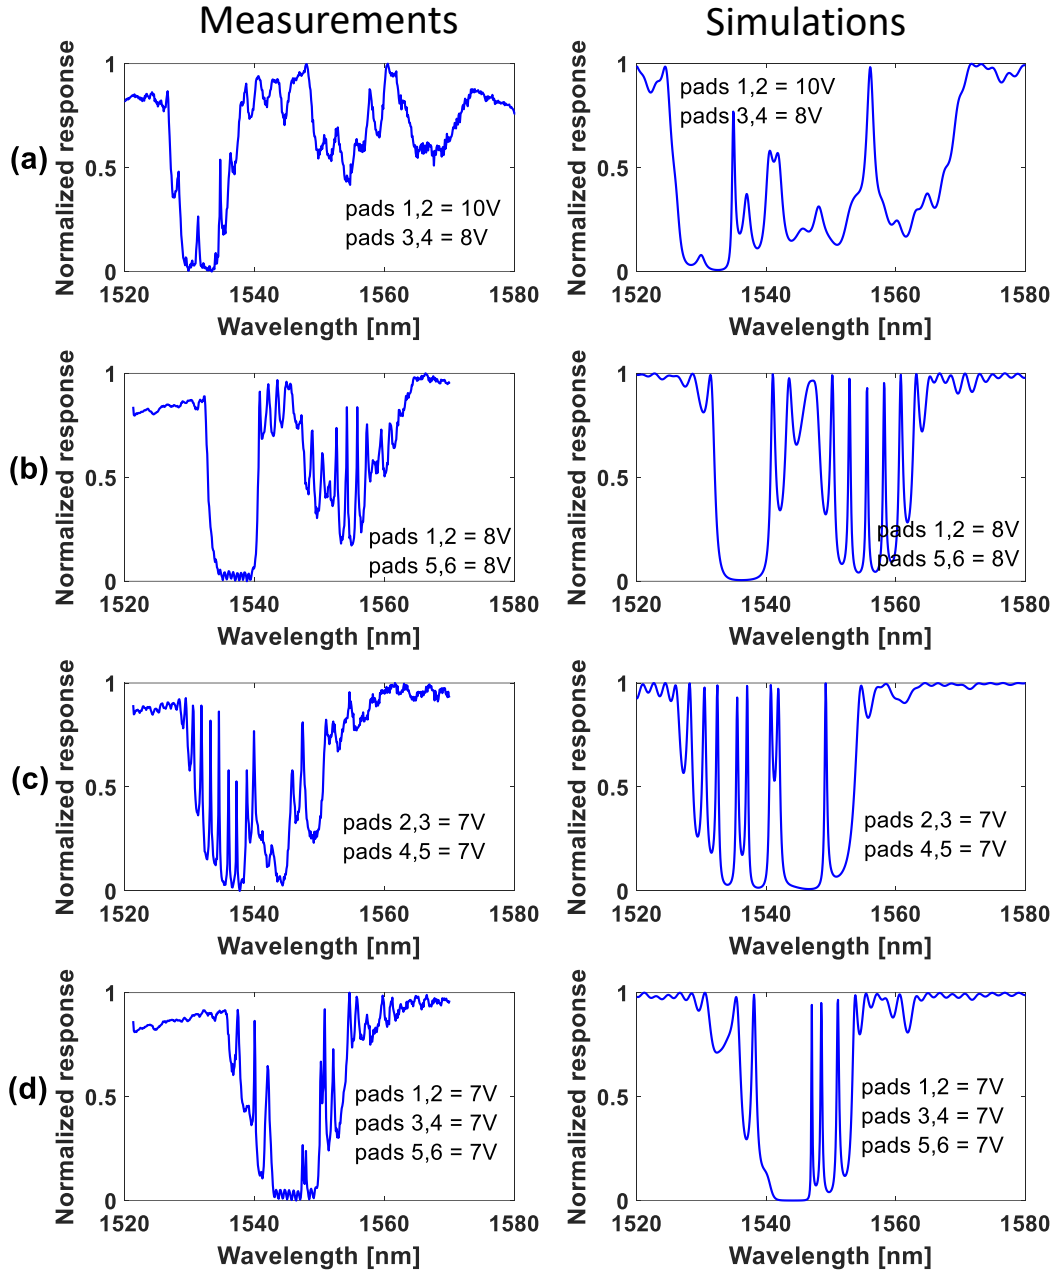 Measurements
Simulations
(a)
Normalized response
1
0.5
0
pads 1,2 = 10V
pads 3,4 = 8V
1520
1540
1560
1580
Wavelength [nm]
Normalized response
1
0.5
0
pads 1,2 = 10V
pads 3,4 = 8V
1520
1540
1560
1580
Wavelength [nm]
(b)
Normalized response
1
0.5
0
pads 1,2 = 8V
pads 5,6 = 8V
1520
1540
1560
1580
Wavelength [nm]
Normalized response
1
0.5
0
pads 1,2 = 8V
pads 5,6 = 8V
1520
1540
1560
1580
Wavelength [nm]
(c)
Normalized response
1
0.5
0
pads 2,3 = 7V
pads 4,5 = 7V
1520
1540
1560
1580
Wavelength [nm]
Normalized response
1
0.5
0
pads 2,3 = 7V
pads 4,5 = 7V
1520
1540
1560
1580
Wavelength [nm]
(d)
Normalized response
1
0.5
0
pads 1,2 = 7V
pads 3,4 = 7V
pads 5,6 = 7V
1520
1540
1560
1580
Wavelength [nm]
Normalized response
1
0.5
0
pads 1,2 = 7V
pads 3,4 = 7V
pads 5,6 = 7V
1520
1540
1560
1580
Wavelength [nm]